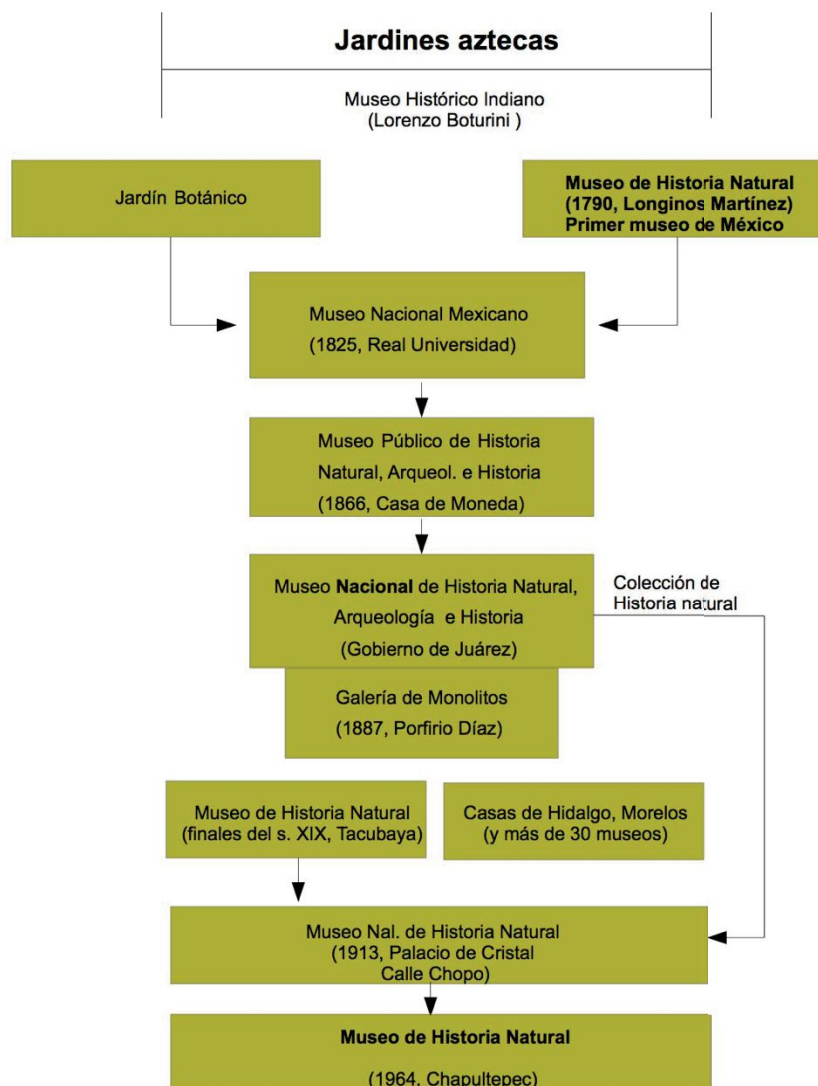 Jardines aztecas
Museo Histórico Indiano
(Lorenzo Boturini )
Jardín Botánico
Museo de Historia Natural
(1790, Longinos Martínez)
Primer museo de México
Museo Nacional Mexicano
(1825, Real Universidad)
Museo Público de Historia
Natural, Arqueol. e Historia
(1866, Casa de Moneda)
Museo Nacional de Historia Natural,
Arqueología e Historia
(Gobierno de Juárez)
Colección de
Historia natural
Galería de Monolitos
(1887, Porfirio Díaz)
Museo de Historia Natural
(finales del s. XIX, Tacubaya)
Casas de Hidalgo, Morelos
(y más de 30 museos)
Museo Nal. de Historia Natural
(1913, Palacio de Cristal
Calle Chopo)
Museo de Historia Natural
(1964, Chapultepec)